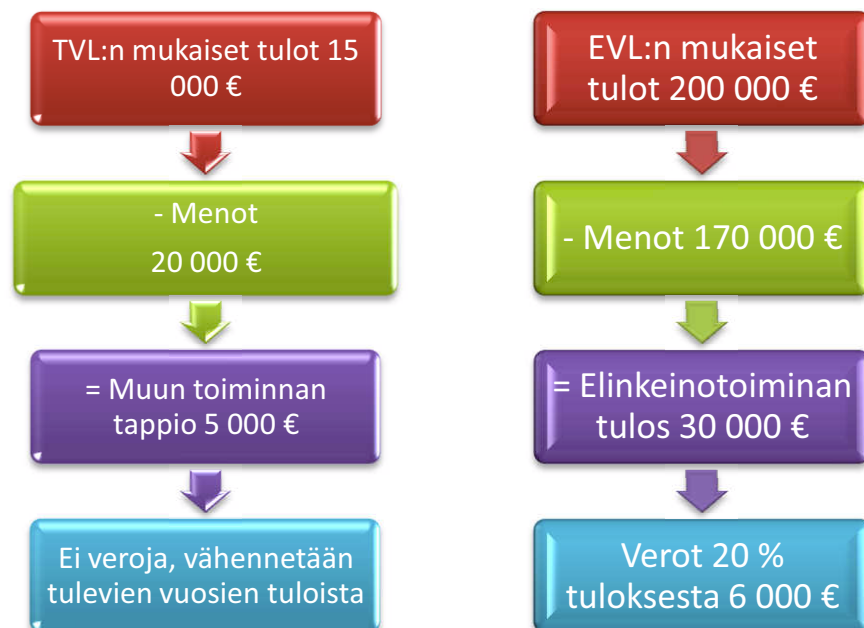 TVL:n mukaiset tulot 15
000 €
- Menot
20 000 €
= Muun toiminnan
tappio 5 000 €
Ei veroja, vähennetään
tulevien vuosien tuloista
EVL:n mukaiset
tulot 200 000 €
- Menot 170 000 €
= Elinkeinotoiminan
tulos 30 000 €
Verot 20 %
tuloksesta 6 000 €